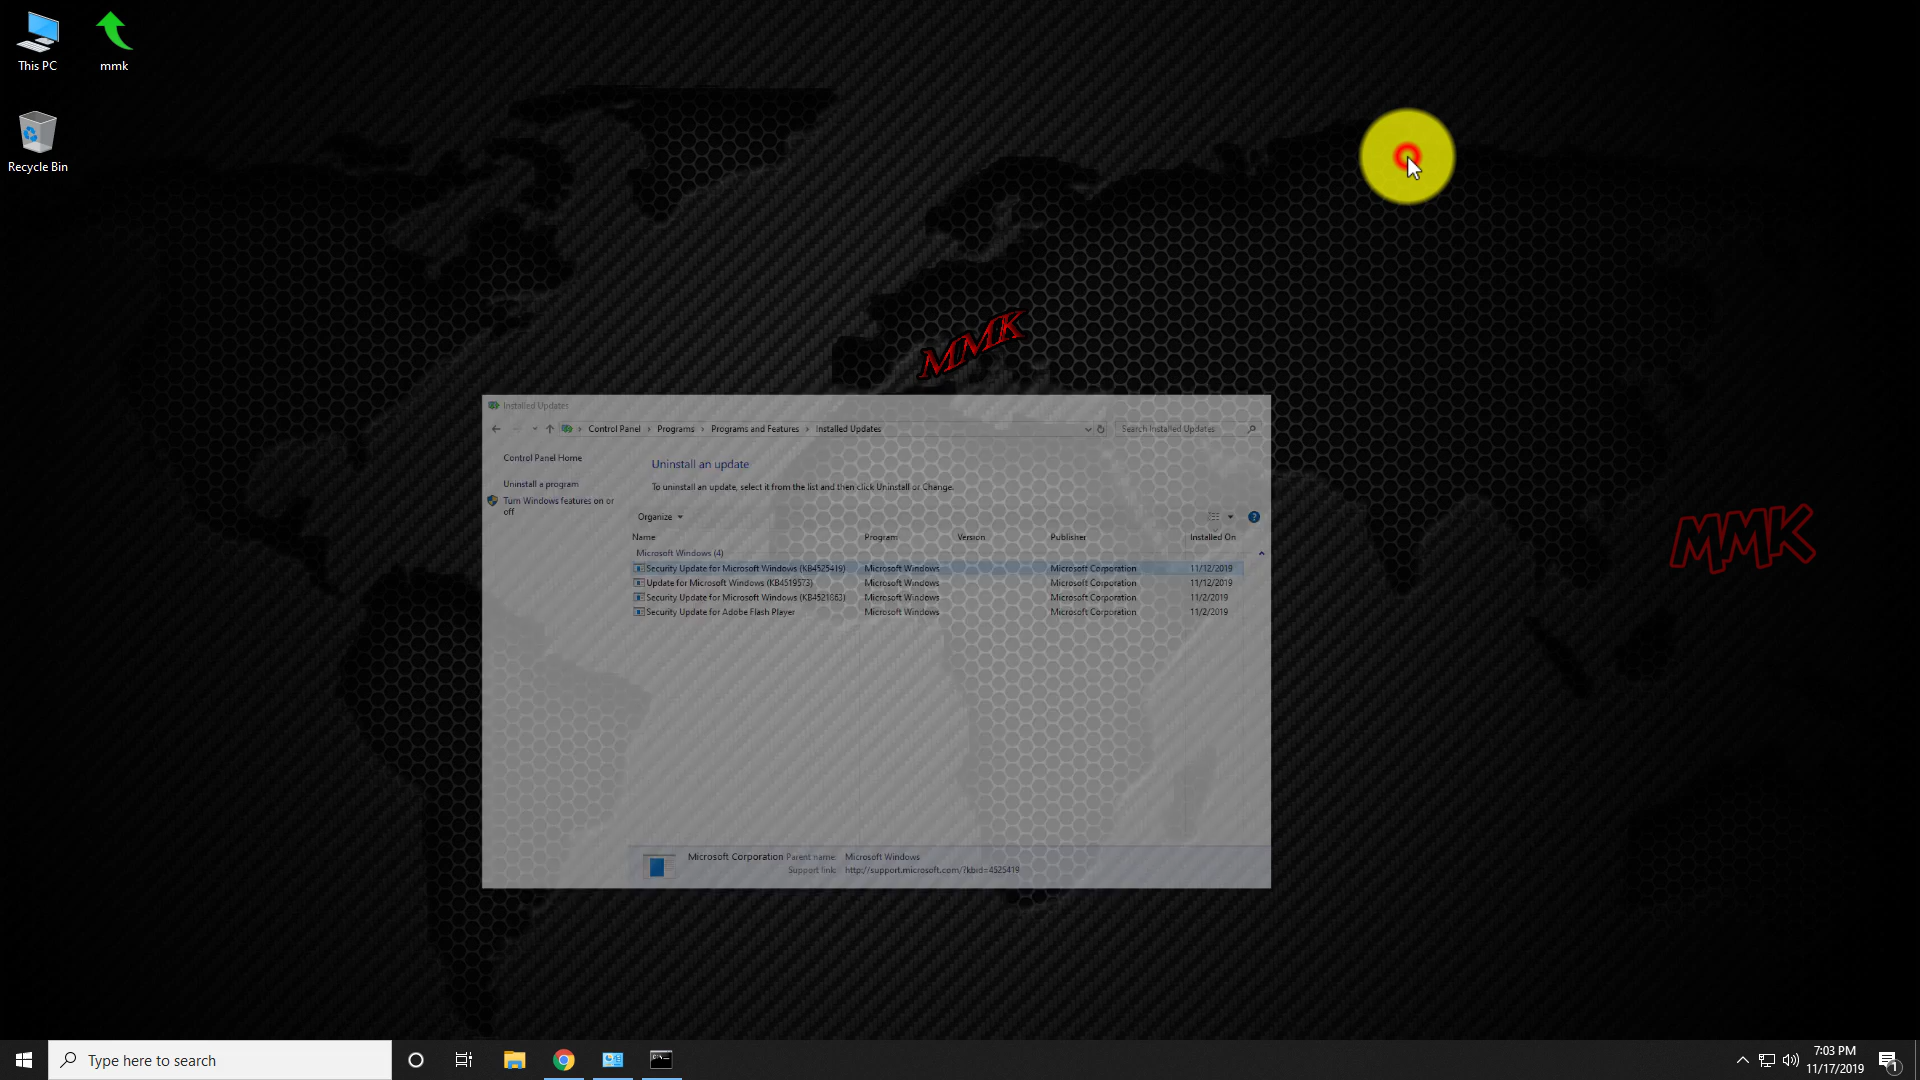 This PC
mmk
Recycle Bin
MMK
MMK
Installed Updates
Control Panel › Programs › Programs and Features › Installed Updates
Search Installed Updates
Control Panel Home
Uninstall a program
Turn Windows features on or
off
Uninstall an update
To uninstall an update, select it from the list and then click Uninstall or Change.
Organize
Name Program Version Publisher Installed On
Microsoft Windows (4)
Security Update for Microsoft Windows (KB4525419) Microsoft Windows Microsoft Corporation 11/12/2019
Update for Microsoft Windows (KB4519573) Microsoft Windows Microsoft Corporation 11/12/2019
Security Update for Microsoft Windows (KB4521863) Microsoft Windows Microsoft Corporation 11/2/2019
Security Update for Adobe Flash Player Microsoft Windows Microsoft Corporation 11/2/2019
Microsoft Corporation Parent name: Microsoft Windows
Support link: http://support.microsoft.com/?kbid=4525419
Type here to search
7:03 PM
11/17/2019
1